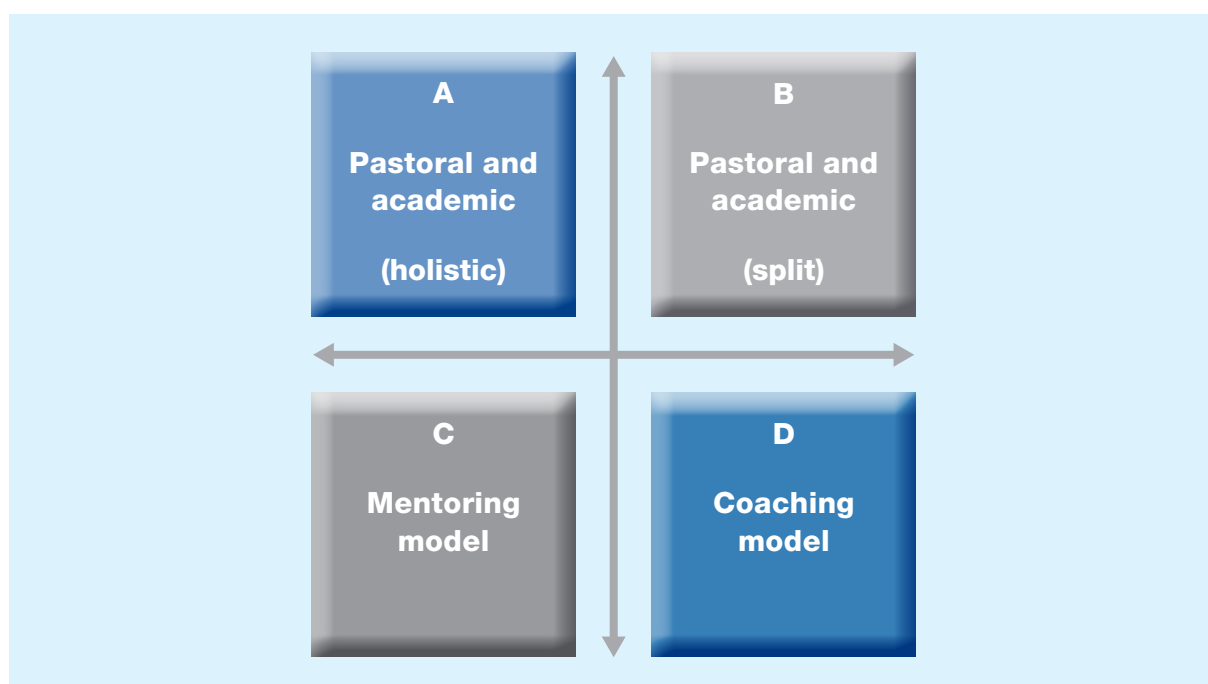 A
Pastoral and
academic
(holistic)
B
Pastoral and
academic
(split)
C
Mentoring
model
D
Coaching
model